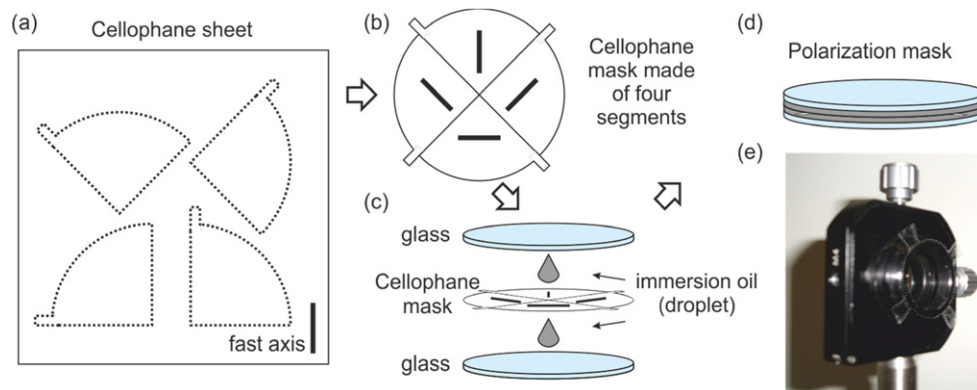 (a)
Cellophane sheet
fast axis
(b)
Cellophane
mask made
of four
segments
(c)
glass
Cellophane
mask
immersion oil
(droplet)
glass
(d)
Polarization mask
(e)